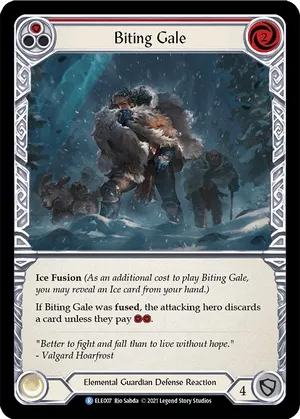 Biting Gale
2
Ice Fusion (As an additional cost to play Biting Gale,
you may reveal an Ice card from your hand.)
If Biting Gale was fused, the attacking hero discards
a card unless they pay
"Better to fight and fall than to live without hope."
- Valgard Hoarfrost
Elemental Guardian Defense Reaction
4
R ELE007 Rio Sabda © 2021 Legend Story Studios